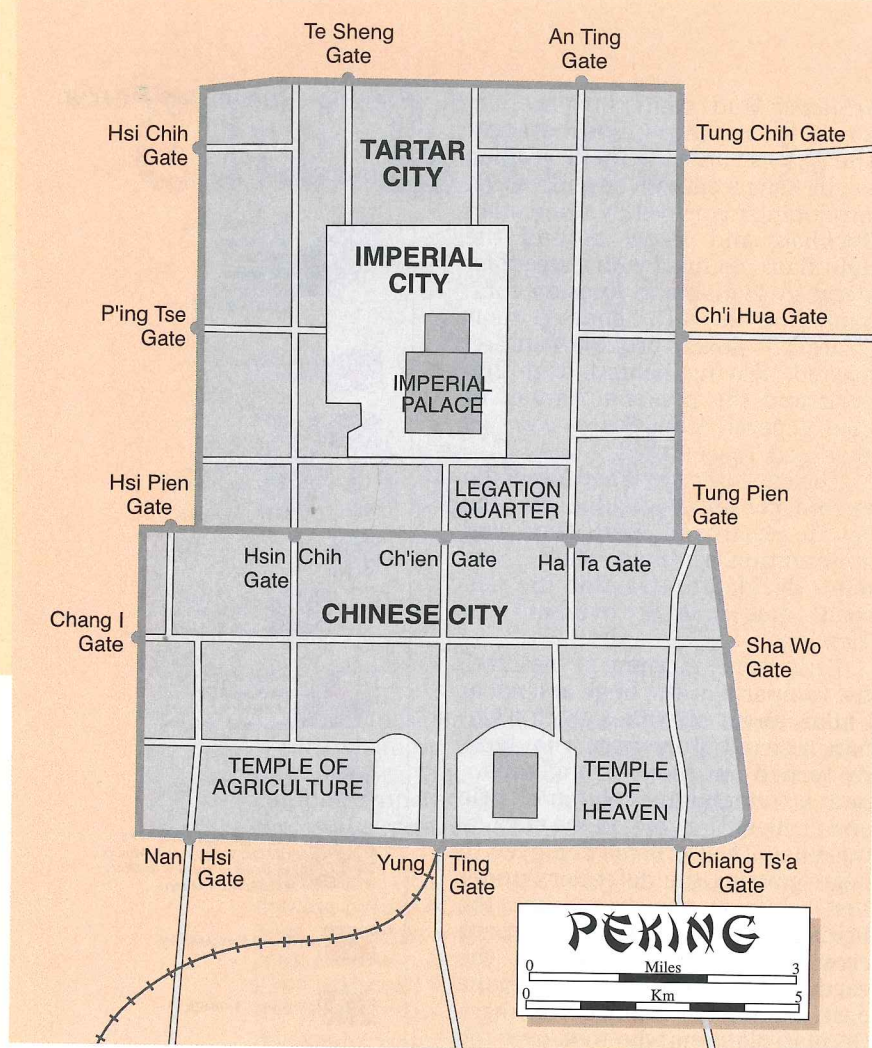 Te Sheng
Gate
An Ting
Gate
Hsi Chih
Gate
TARTAR
CITY
Tung Chih Gate
IMPERIAL
CITY
P'ing Tse
Gate
Ch'i Hua Gate
IMPERIAL
PALACE
Hsi Pien
Gate
LEGATION
QUARTER
Tung Pien
Gate
Hsin Chih
Gate
Ch'ien Gate
Ha Ta Gate
CHINESE CITY
Chang I
Gate
Sha Wo
Gate
TEMPLE OF
AGRICULTURE
TEMPLE
OF
HEAVEN
Nan Hsi
Gate
Yung Ting
Gate
Chiang Ts'a
Gate
PEKING
0 Miles 3
0 Km 5